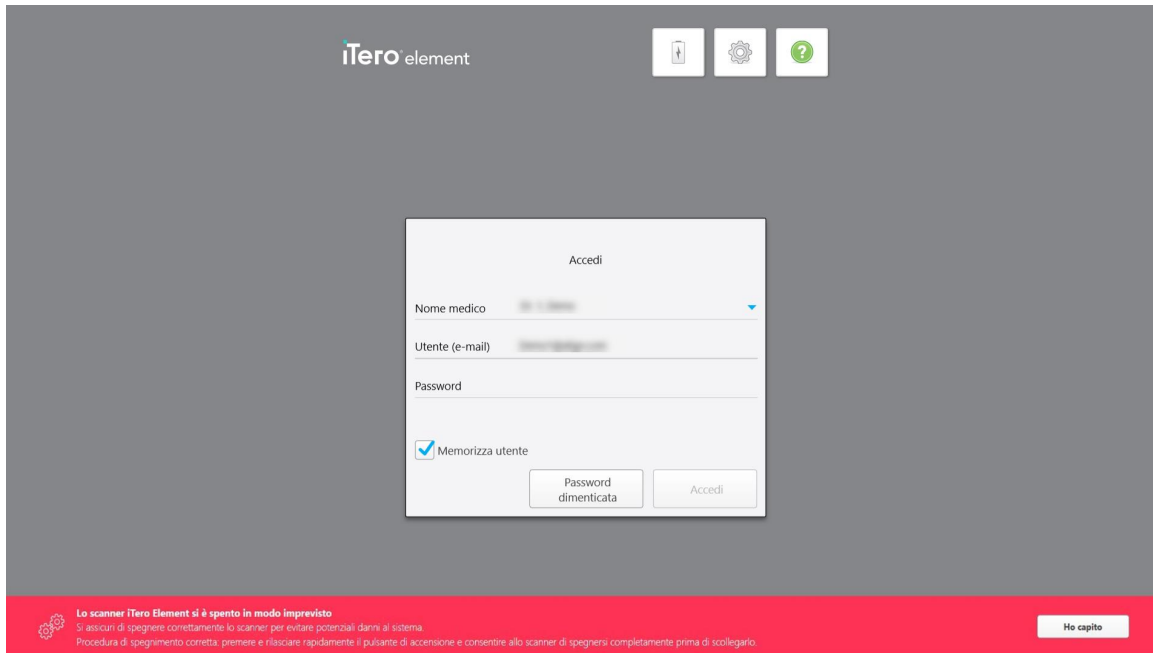 iTero element
?
Accedi
Nome medico
Utente (e-mail)
Password
Memorizza utente
Password
dimenticata
Accedi
Lo scanner iTero Element si è spento in modo imprevisto
Si assicuri di spegnere correttamente lo scanner per evitare potenziali danni al sistema.
Procedura di spegnimento corretta: premere e rilasciare rapidamente il pulsante di accensione e consentire allo scanner di spegnersi completamente prima di scollegarlo.
Ho capito